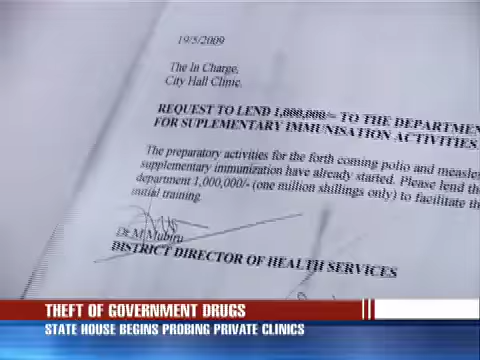 19/5/2009
The In Charge,
City Hall Clinic.
REQUEST TO LEND 1,000,000/= TO THE DEPARTMEN
FOR SUPLEMENTARY IMMUNISATION ACTIVITIES.
The preparatory activities for the forth coming polio and measles
supplementary immunization have already started. Please lend the
department 1,000,000/- (one million shillings only) to facilitate the
initial training.
Dr M Mubiru
DISTRICT DIRECTOR OF HEALTH SERVICES
THEFT OF GOVERNMENT DRUGS
STATE HOUSE BEGINS PROBING PRIVATE CLINICS